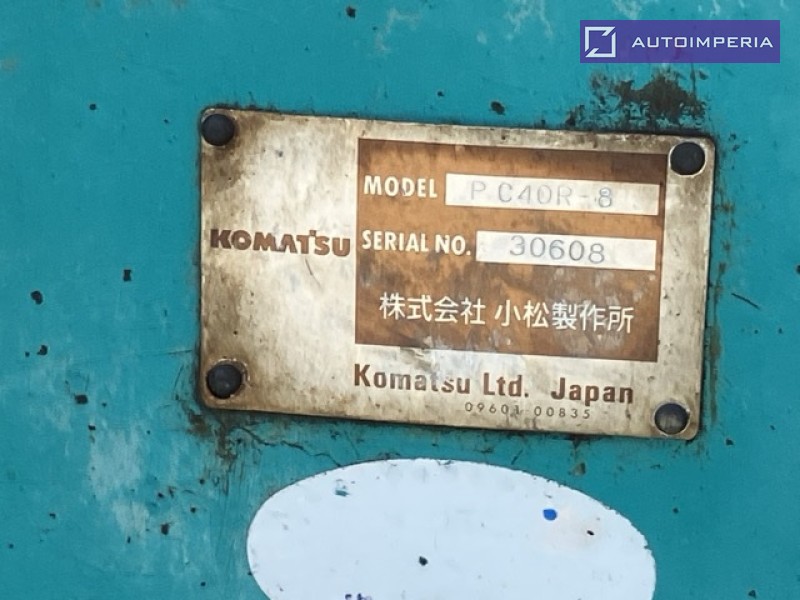 AUTOIMPERIA
MODEL PC40R-8
KOMATSU
SERIAL NO. 30608
株式会社 小松製作所
Komatsu Ltd. Japan
09601 00835